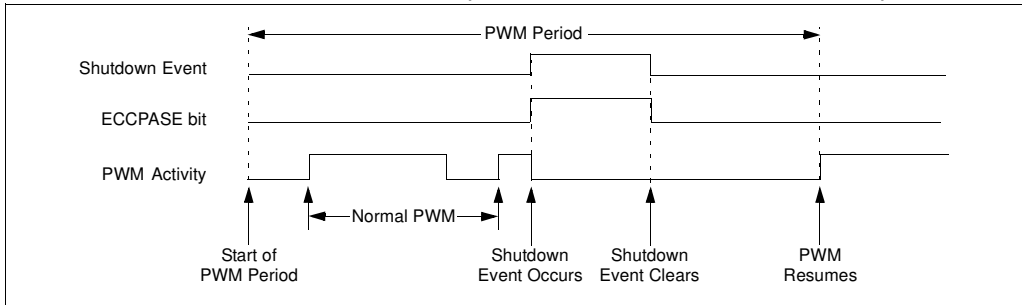 PWM Period
Shutdown Event
ECCPASE bit
PWM Activity
Normal PWM
Start of
PWM Period
Shutdown
Event Occurs
Shutdown
Event Clears
PWM
Resumes